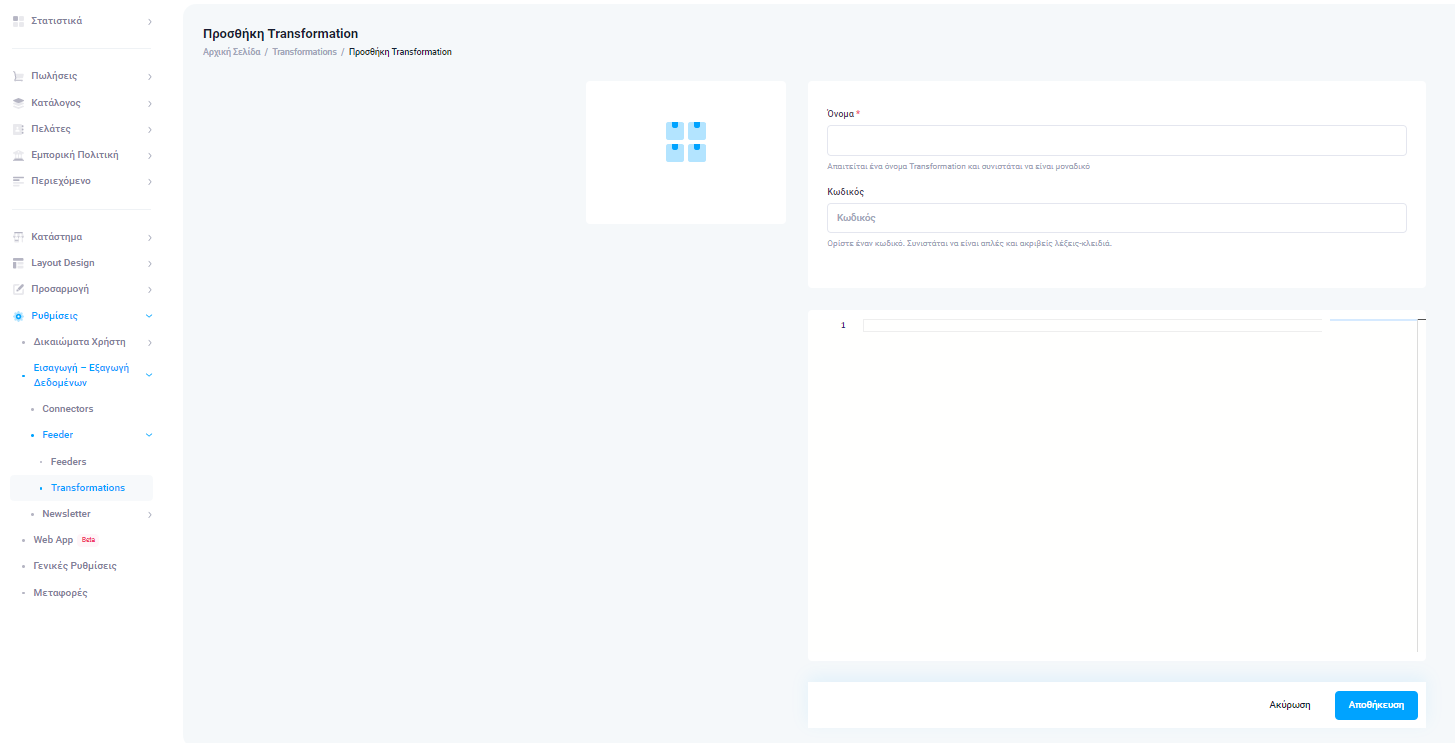 Στατιστικά
Πωλήσεις
Κατάλογος
Πελάτες
Εμπορική Πολιτική
Περιεχόμενο
Κατάστημα
Layout Design
Προσαρμογή
Ρυθμίσεις
Δικαιώματα Χρήστη
Εισαγωγή – Εξαγωγή
Δεδομένων
Connectors
Feeder
Feeders
Transformations
Newsletter
Web App Beta
Γενικές Ρυθμίσεις
Μεταφορές
Προσθήκη Transformation
Αρχική Σελίδα / Transformations / Προσθήκη Transformation
Όνομα *
Απαιτείται ένα όνομα Transformation και συνιστάται να είναι μοναδικό
Κωδικός
Κωδικός
Ορίστε έναν κωδικό. Συνιστάται να είναι απλές και ακριβείς λέξεις-κλειδιά.
1
Ακύρωση
Αποθήκευση